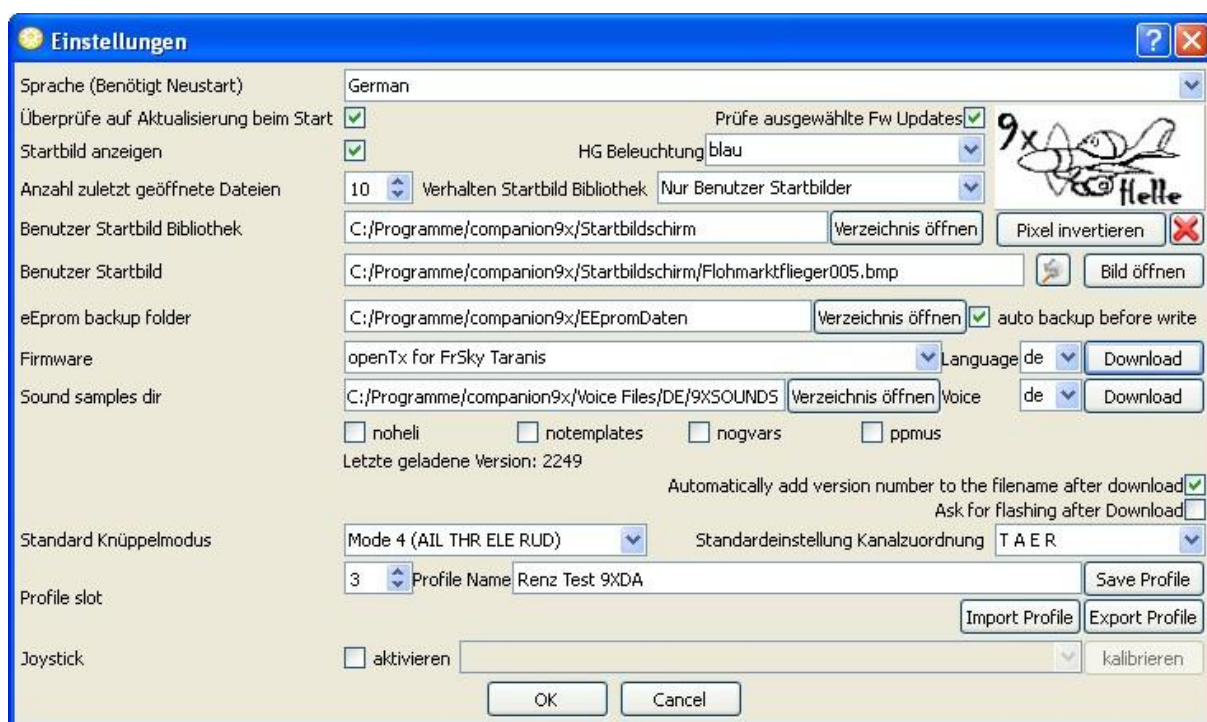 Einstellungen
Sprache (Benötigt Neustart) German
Überprüfe auf Aktualisierung beim Start Prüfe ausgewählte Fw Updates
Startbild anzeigen HG Beleuchtung blau
9x
Helle
Anzahl zuletzt geöffnete Dateien 10 Verhalten Startbild Bibliothek Nur Benutzer Startbilder
Benutzer Startbild Bibliothek C:/Programme/companion9x/Startbildschirm Verzeichnis öffnen Pixel invertieren
Benutzer Startbild C:/Programme/companion9x/Startbildschirm/Flohmarktflieger005.bmp Bild öffnen
eEprom backup folder C:/Programme/companion9x/EEpromDaten Verzeichnis öffnen auto backup before write
Firmware openTx for FrSky Taranis Language de Download
Sound samples dir C:/Programme/companion9x/Voice Files/DE/9XSOUNDS Verzeichnis öffnen Voice de Download
noheli notemplates nogvars ppmus
Letzte geladene Version: 2249
Automatically add version number to the filename after download
Ask for flashing after Download
Standard Knüppelmodus Mode 4 (AIL THR ELE RUD) Standardeinstellung Kanalzuordnung T A E R
Profile slot 3 Profile Name Renz Test 9XDA Save Profile
Import Profile Export Profile
Joystick aktivieren kalibrieren
OK Cancel